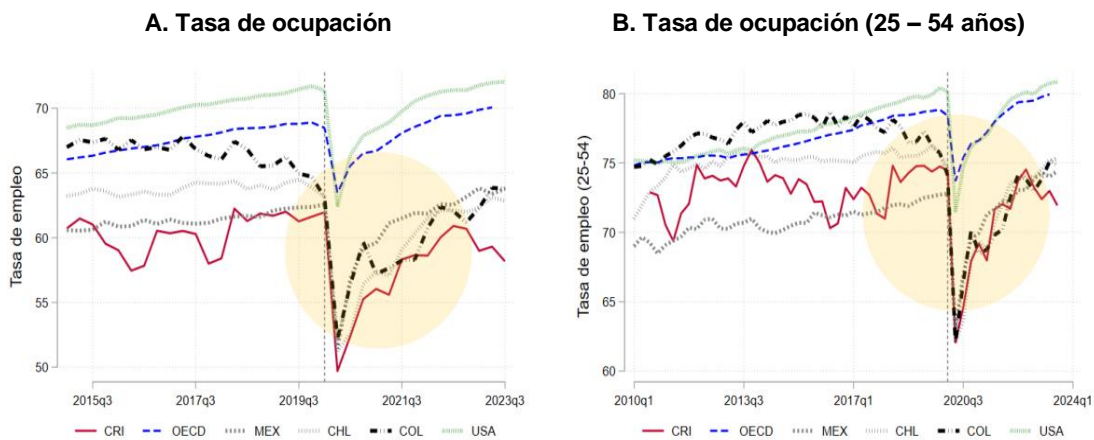 A. Tasa de ocupación
B. Tasa de ocupación (25 – 54 años)
Tasa de empleo
70
65
60
55
50
2015q3 2017q3 2019q3 2021q3 2023q3
CRI OECD MEX CHL COL USA
Tasa de empleo (25-54)
80
75
70
65
60
2010q1 2013q3 2017q1 2020q3 2024q1
CRI OECD MEX CHL COL USA